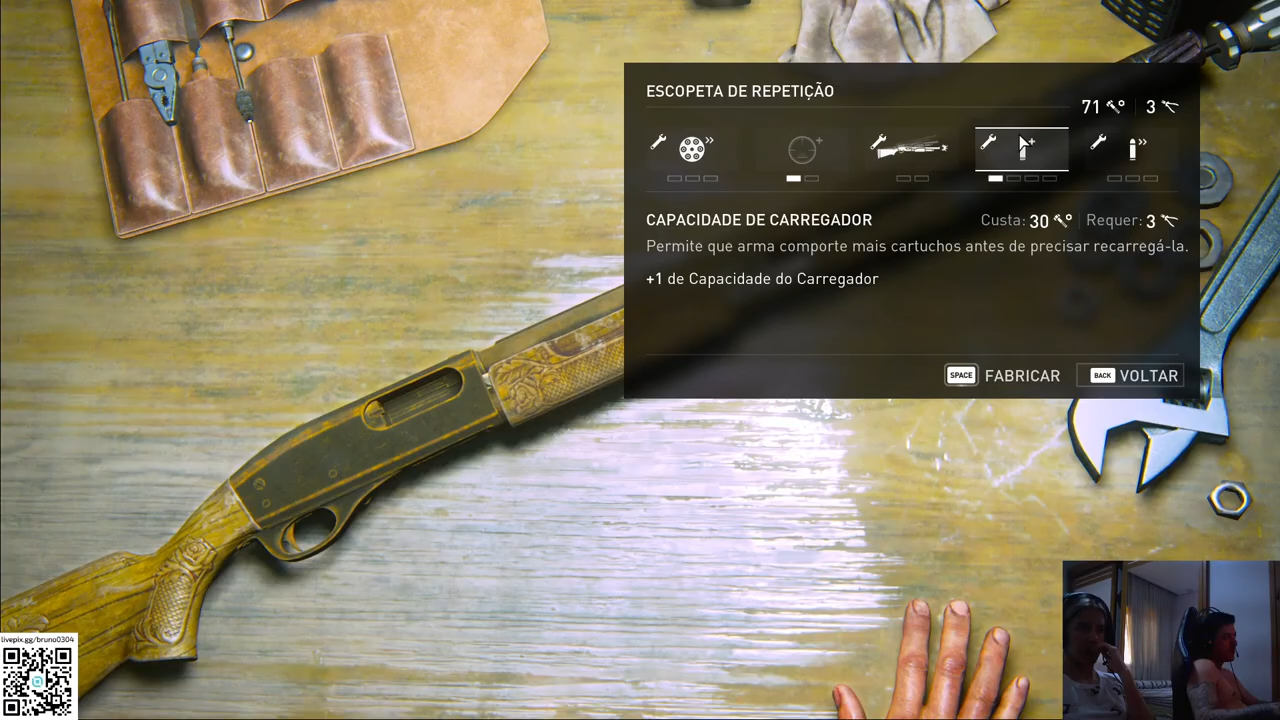 ESCOPETA DE REPETIÇÃO
71 3
CAPACIDADE DE CARREGADOR
Custa: 30 Requer: 3
Permite que arma comporte mais cartuchos antes de precisar recarregá-la.
+1 de Capacidade do Carregador
SPACE FABRICAR BACK VOLTAR
livepix.gg/bruno0304